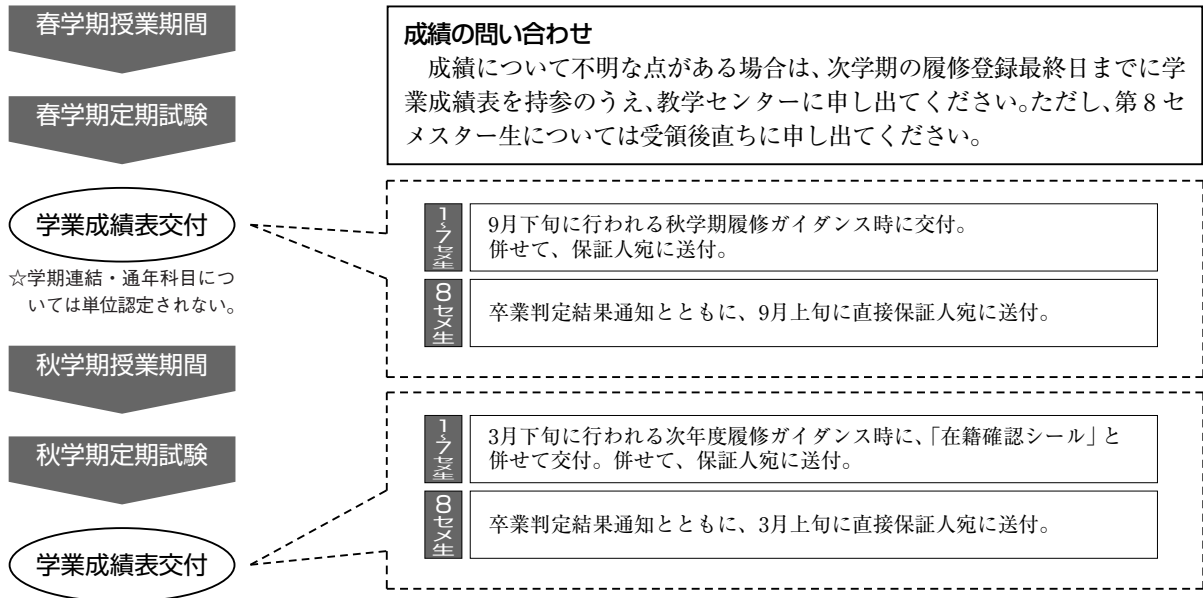 春学期授業期間
春学期定期試験
学業成績表交付
☆学期連結・通年科目につ
いては単位認定されない。
秋学期授業期間
秋学期定期試験
学業成績表交付
成績の問い合わせ
成績について不明な点がある場合は、次学期の履修登録最終日までに学
業成績表を持参のうえ、教学センターに申し出てください。ただし、第8セ
メスター生については受領後直ちに申し出てください。
1~7セメ生
9月下旬に行われる秋学期履修ガイダンス時に交付。
併せて、保証人宛に送付。
8セメ生
卒業判定結果通知とともに、9月上旬に直接保証人宛に送付。
1~7セメ生
3月下旬に行われる次年度履修ガイダンス時に、「在籍確認シール」と
併せて交付。併せて、保証人宛に送付。
8セメ生
卒業判定結果通知とともに、3月上旬に直接保証人宛に送付。